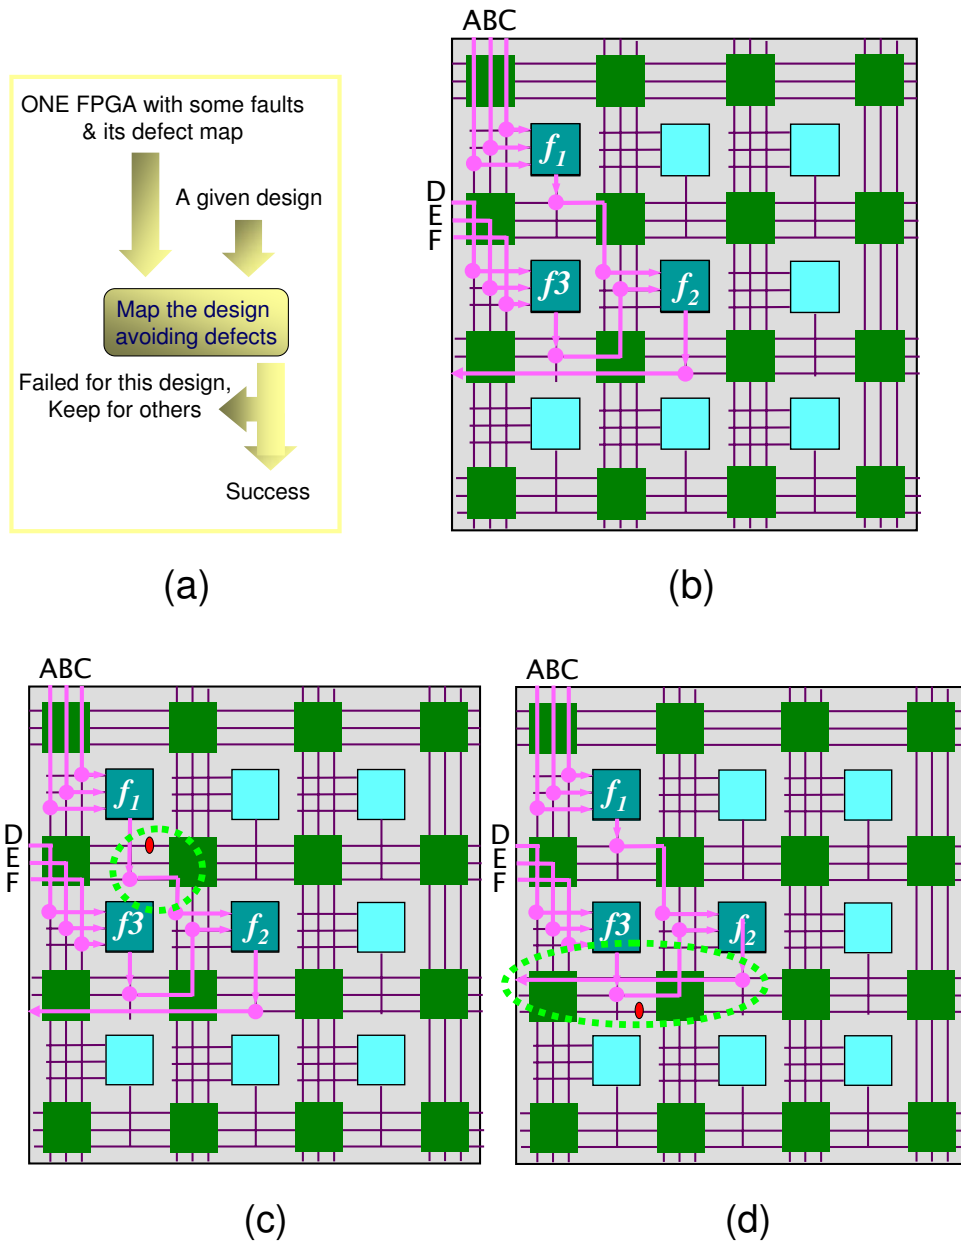 ONE FPGA with some faults
& its defect map
A given design
Map the design
avoiding defects
Failed for this design,
Keep for others
Success
(a)
ABC
D
E
F
f1
f3
f2
(b)
ABC
D
E
F
f1
f3
f2
(c)
ABC
D
E
F
f1
f3
f2
(d)